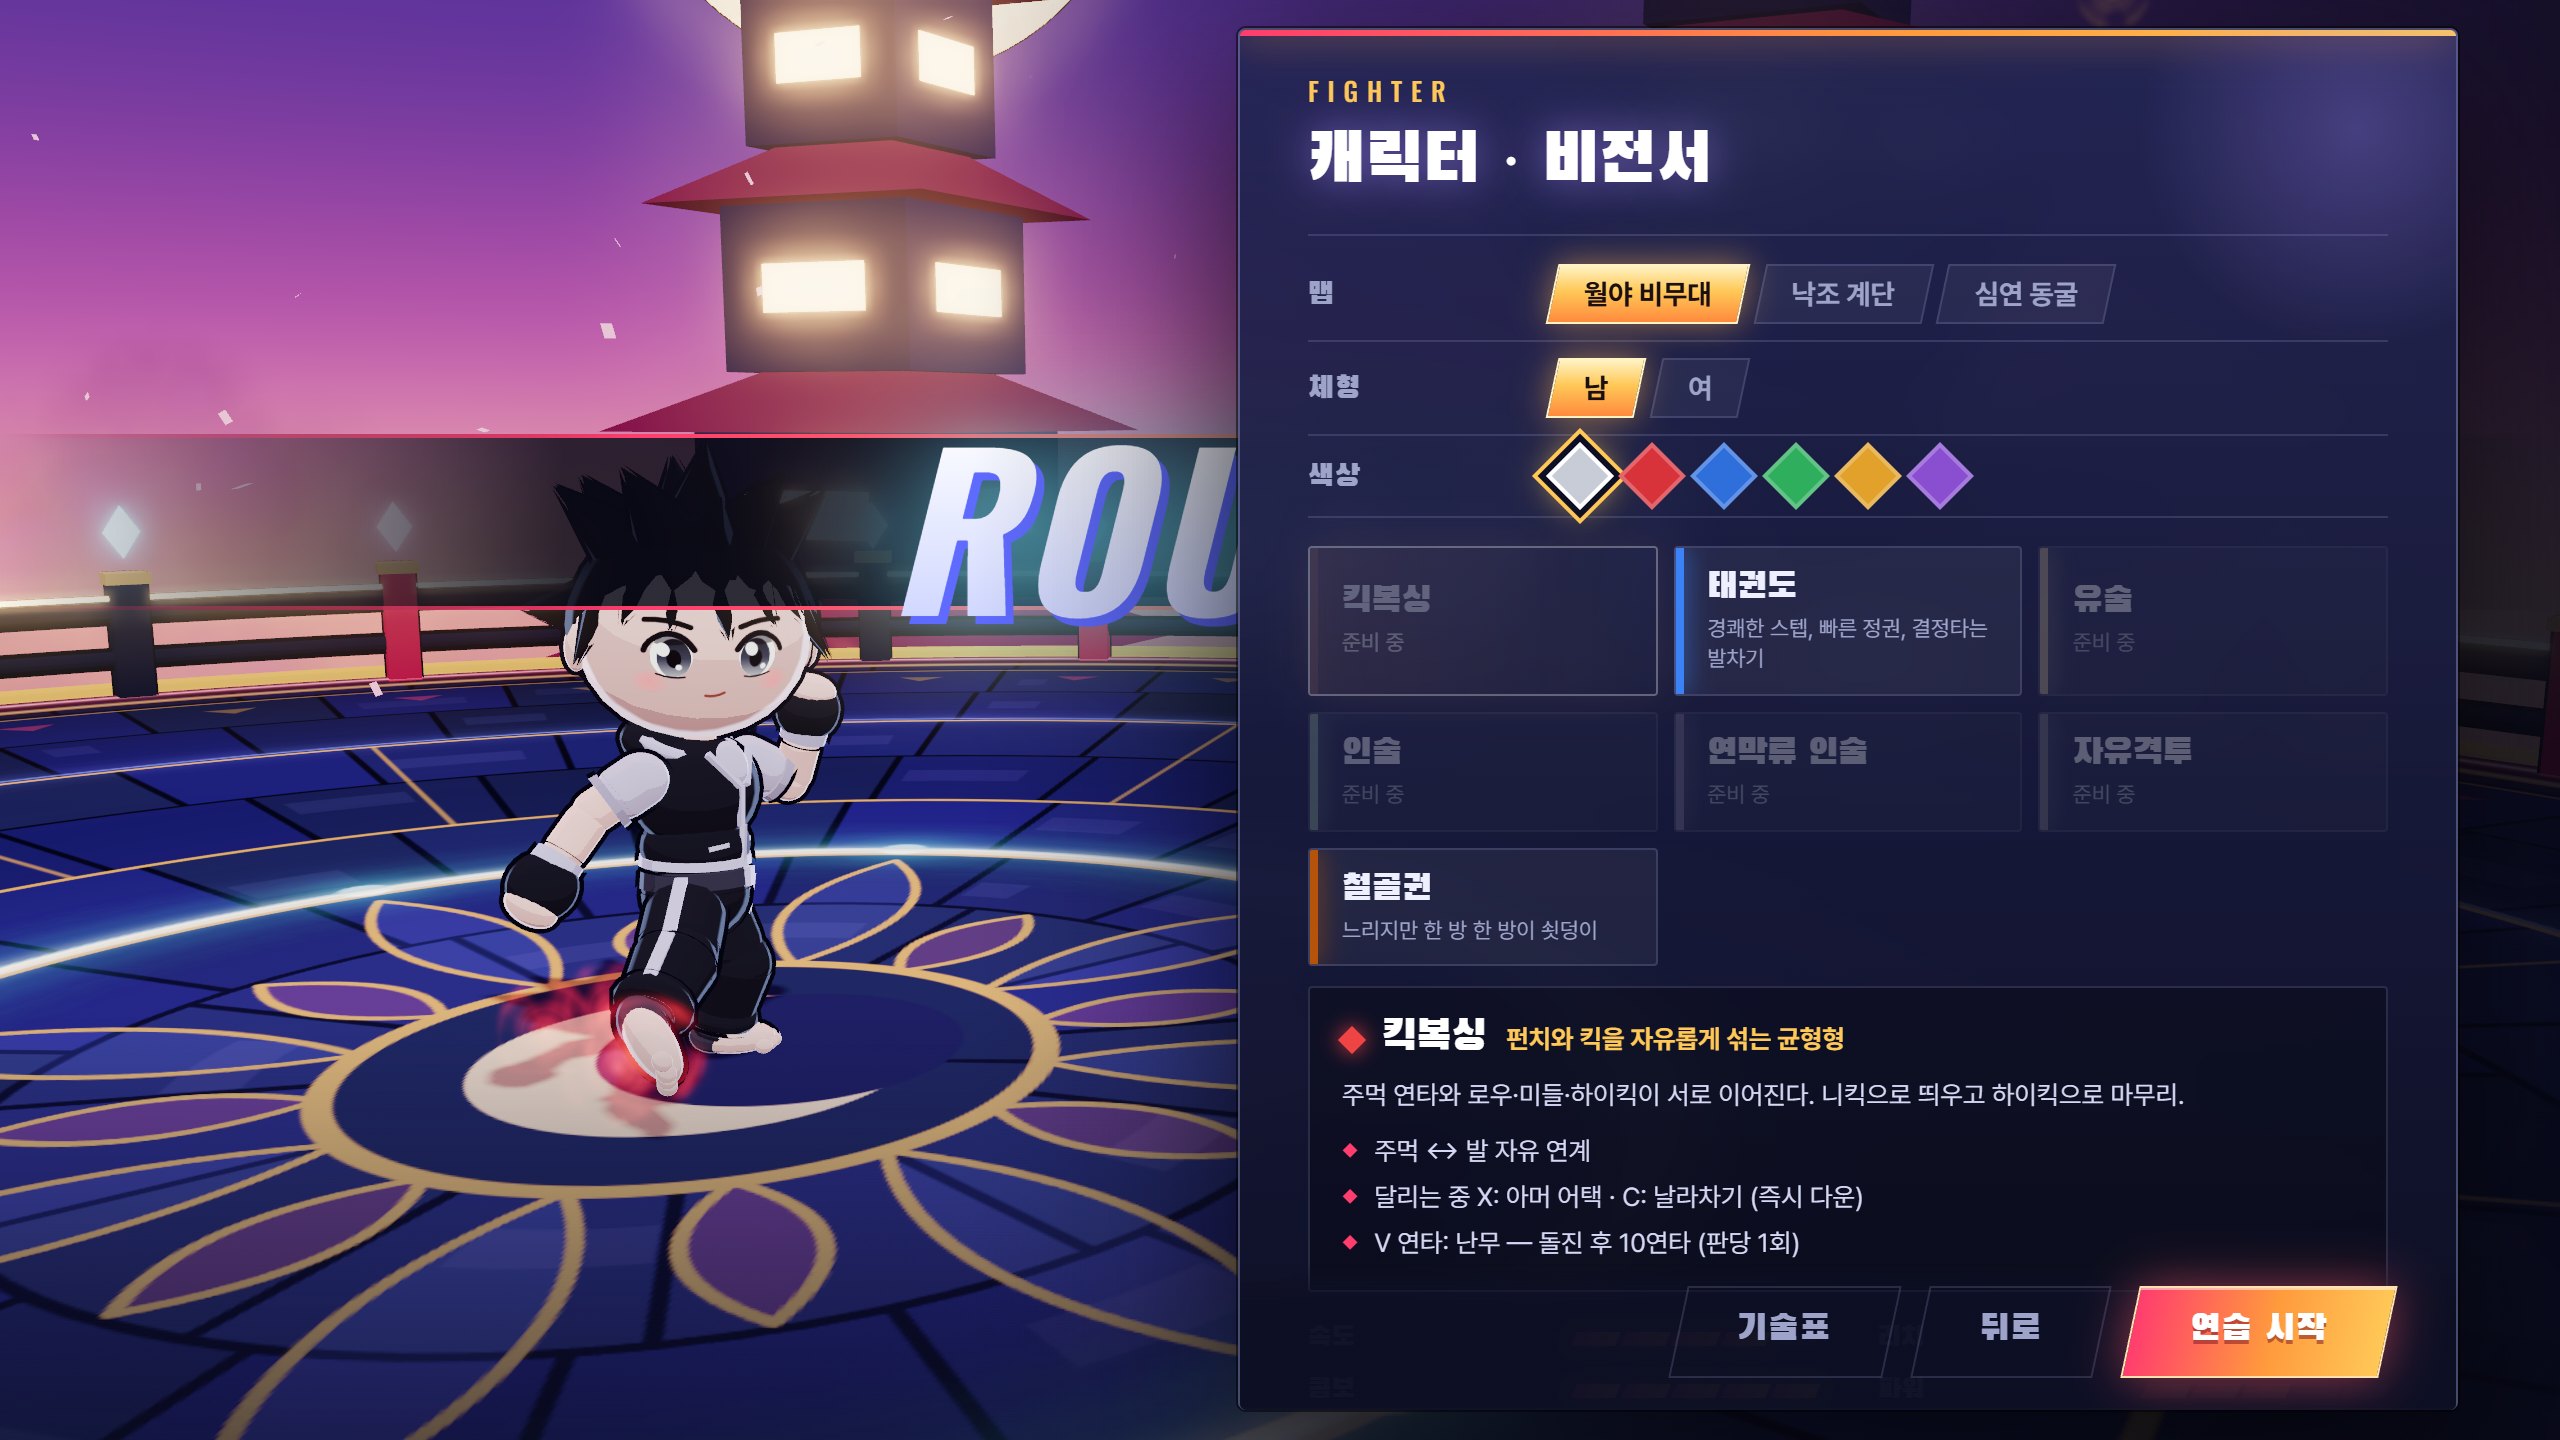 FIGHTER
캐릭터 · 비전서
맵
월야 비무대
낙조 계단
심연 동굴
체형
남
여
색상
ROU
킥복싱
준비 중
태권도
경쾌한 스텝, 빠른 정권, 결정타는
발차기
유술
준비 중
인술
준비 중
연막류 인술
준비 중
자유격투
준비 중
철골권
느리지만 한 방 한 방이 쇳덩이
킥복싱 펀치와 킥을 자유롭게 섞는 균형형
주먹 연타와 로우·미들·하이킥이 서로 이어진다. 니킥으로 띄우고 하이킥으로 마무리.
주먹 ↔ 발 자유 연계
달리는 중 X: 아머 어택 · C: 날라차기 (즉시 다운)
V 연타: 난무 — 돌진 후 10연타 (판당 1회)
속도
기술표
뒤로
연습 시작
콤보
파워